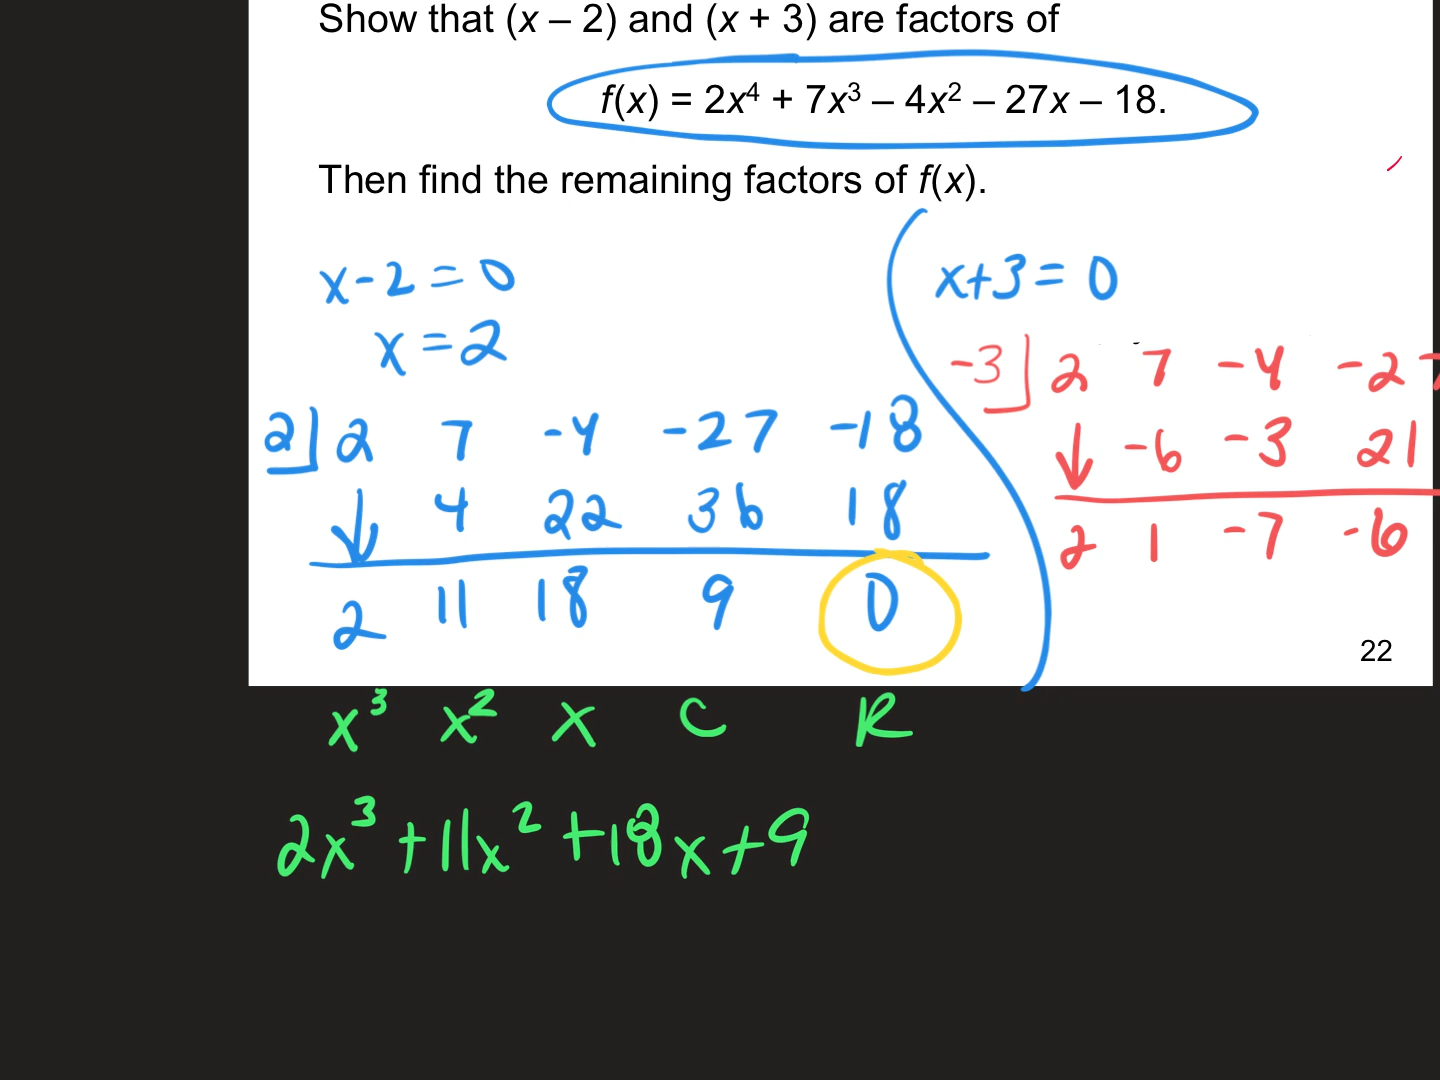 Show that (x – 2) and (x + 3) are factors of
f(x) = 2x⁴ + 7x³ – 4x² – 27x – 18.
Then find the remaining factors of f(x).
x-2=0
x=2
2 | 2 7 -4 -27 -18
↓ 4 22 36 18
2 11 18 9 0
x³ x² x C R
2x³ +11x² +18x+9
x+3=0
-3 | 2 7 -4 -27
↓ -6 -3 21
2 1 -7 -6
22